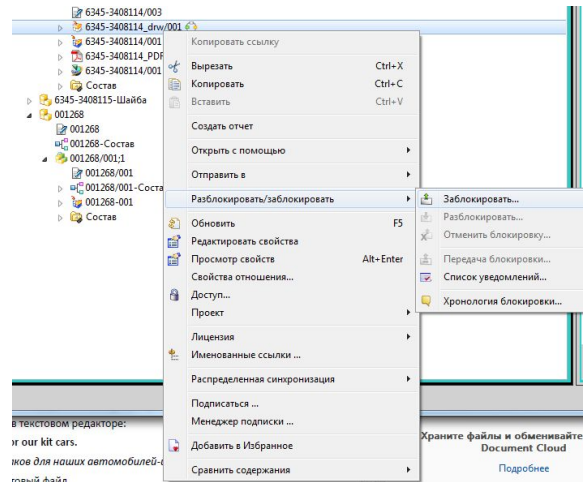 6345-3408114/003
6345-3408114_drw/001
6345-3408114/001
6345-3408114_PDF
6345-3408114/001
Состав
6345-3408115-Шайба
001268
001268
001268-Состав
001268/001;1
001268/001
001268/001-Соста
001268-001
Состав
Копировать ссылку
Вырезать Ctrl+X
Копировать Ctrl+C
Вставить Ctrl+V
Создать отчет
Открыть с помощью
Отправить в
Разблокировать/заблокировать
Обновить F5
Редактировать свойства
Просмотр свойств Alt+Enter
Свойства отношения...
Доступ...
Проект
Лицензия
Именованные ссылки ...
Распределенная синхронизация
Подписаться ...
Менеджер подписки ...
Добавить в Избранное
Сравнить содержания
Заблокировать...
Разблокировать...
Отменить блокировку...
Передача блокировки...
Список уведомлений...
Хронология блокировки...
в текстовом редакторе:
or our kit cars.
лков для наших автомобилей-
говый файл
Храните файлы и обменивайте
Document Cloud
Подробнее